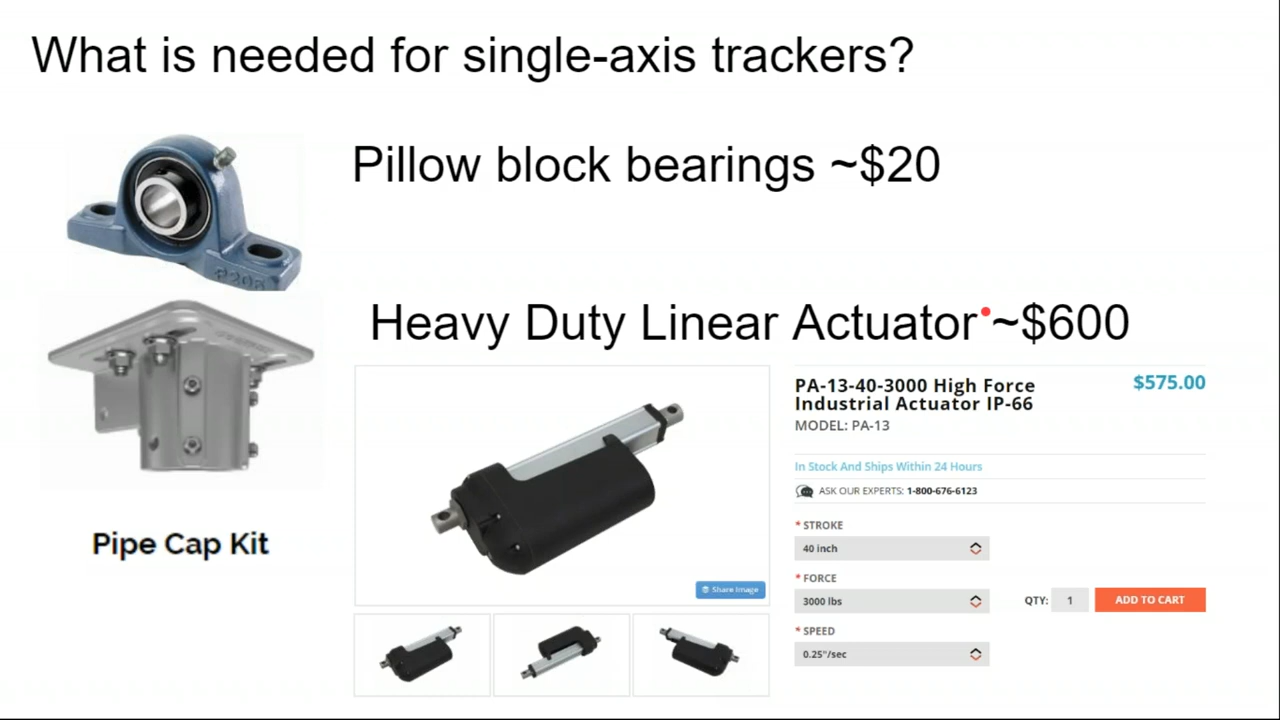 What is needed for single-axis trackers?
Pillow block bearings ~$20
P206
Heavy Duty Linear Actuator ~$600
Pipe Cap Kit
Share Image
PA-13-40-3000 High Force
Industrial Actuator IP-66
$575.00
MODEL: PA-13
In Stock And Ships Within 24 Hours
ASK OUR EXPERTS: 1-800-676-6123
* STROKE
40 inch
* FORCE
3000 lbs
QTY: 1 ADD TO CART
* SPEED
0.25"/sec